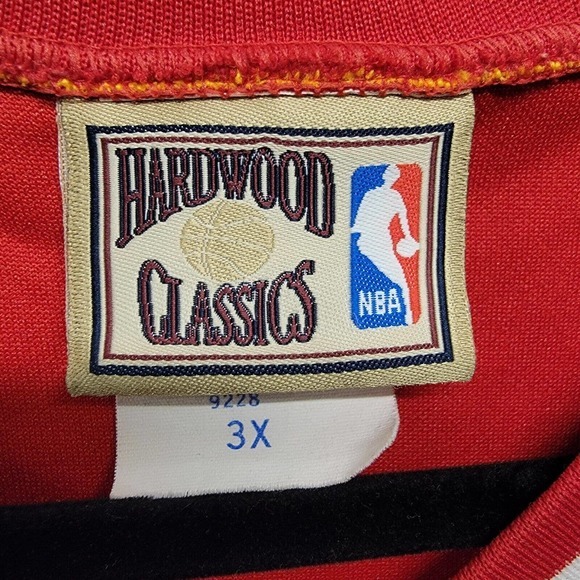 HARDWOOD
CLASSICS
NBA
9228
3X